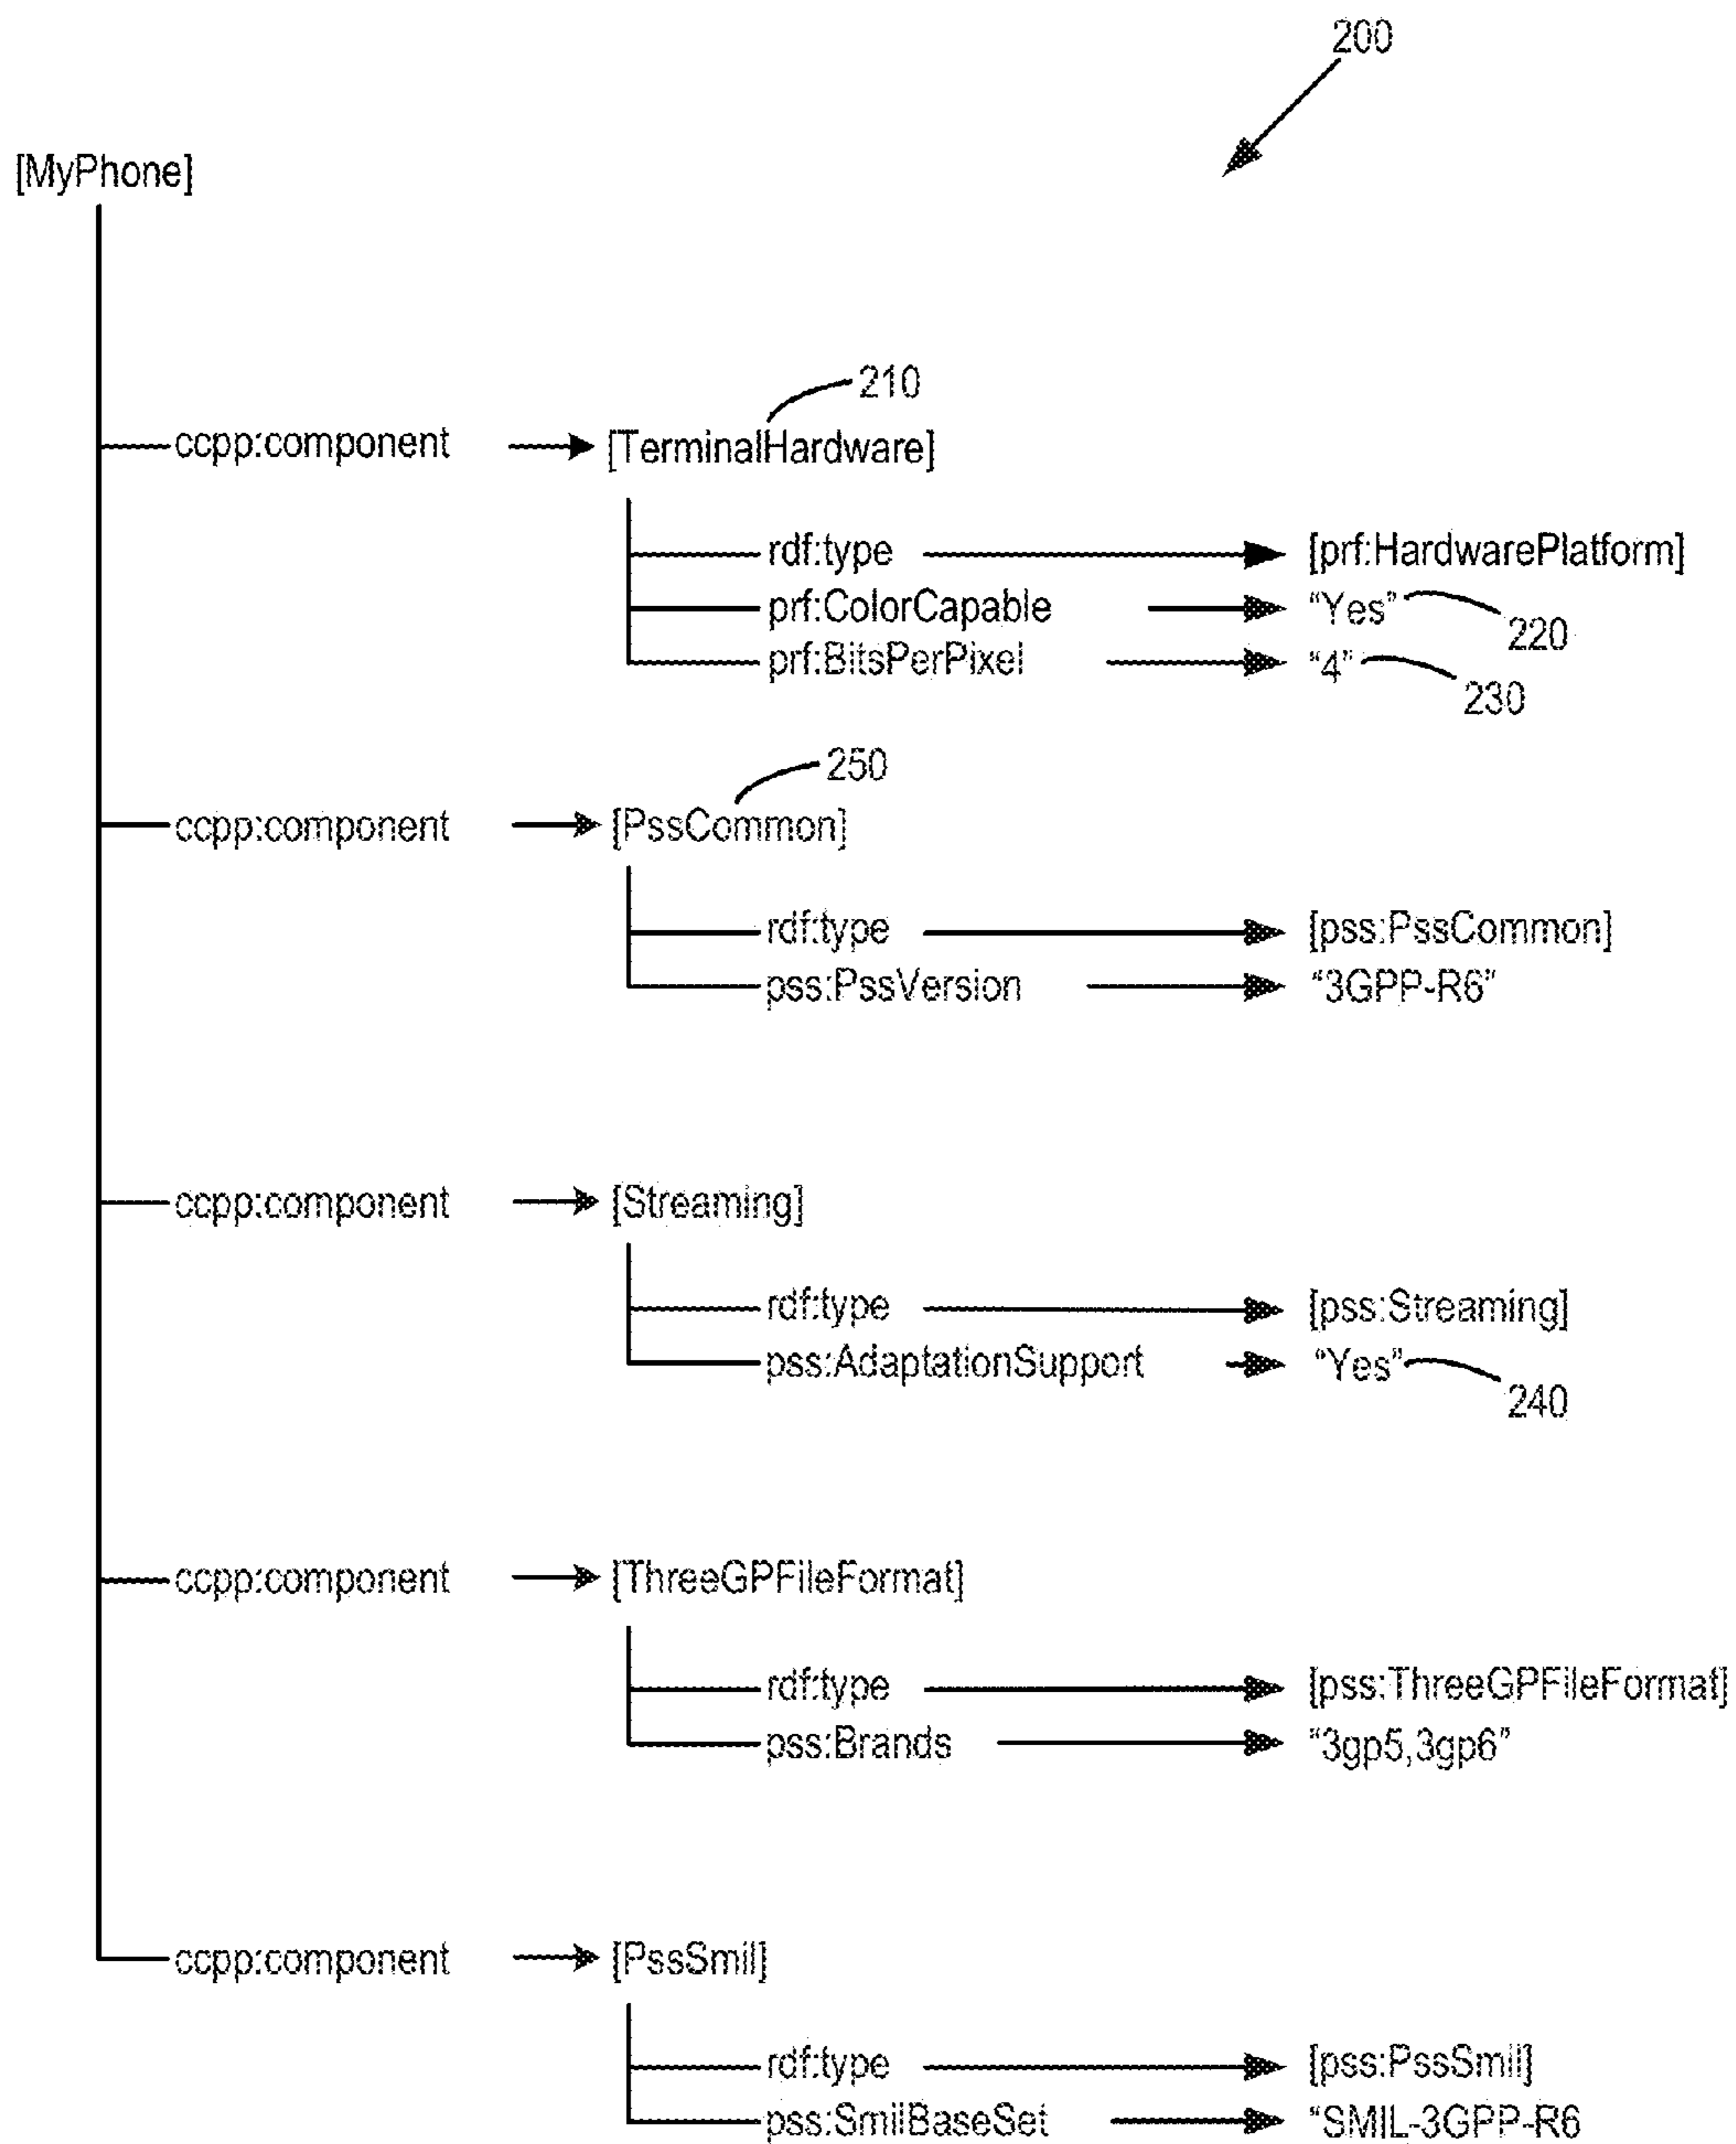 200
[MyPhone]
210
ccpp:component [TerminalHardware]
rdf:type [prf:HardwarePlatform]
prf:ColorCapable “Yes”
220
prf:BitsPerPixel “4”
230
250
ccpp:component [PssCommon]
rdf:type [pss:PssCommon]
pss:PssVersion “3GPP-R6”
ccpp:component [Streaming]
rdf:type [pss:Streaming]
pss:AdaptationSupport “Yes”
240
ccpp:component [ThreeGPFileFormat]
rdf:type [pss:ThreeGPFileFormat]
pss:Brands “3gp5,3gp6”
ccpp:component [PssSmil]
rdf:type [pss:PssSmil]
pss:SmilBaseSet “SMIL-3GPP-R6